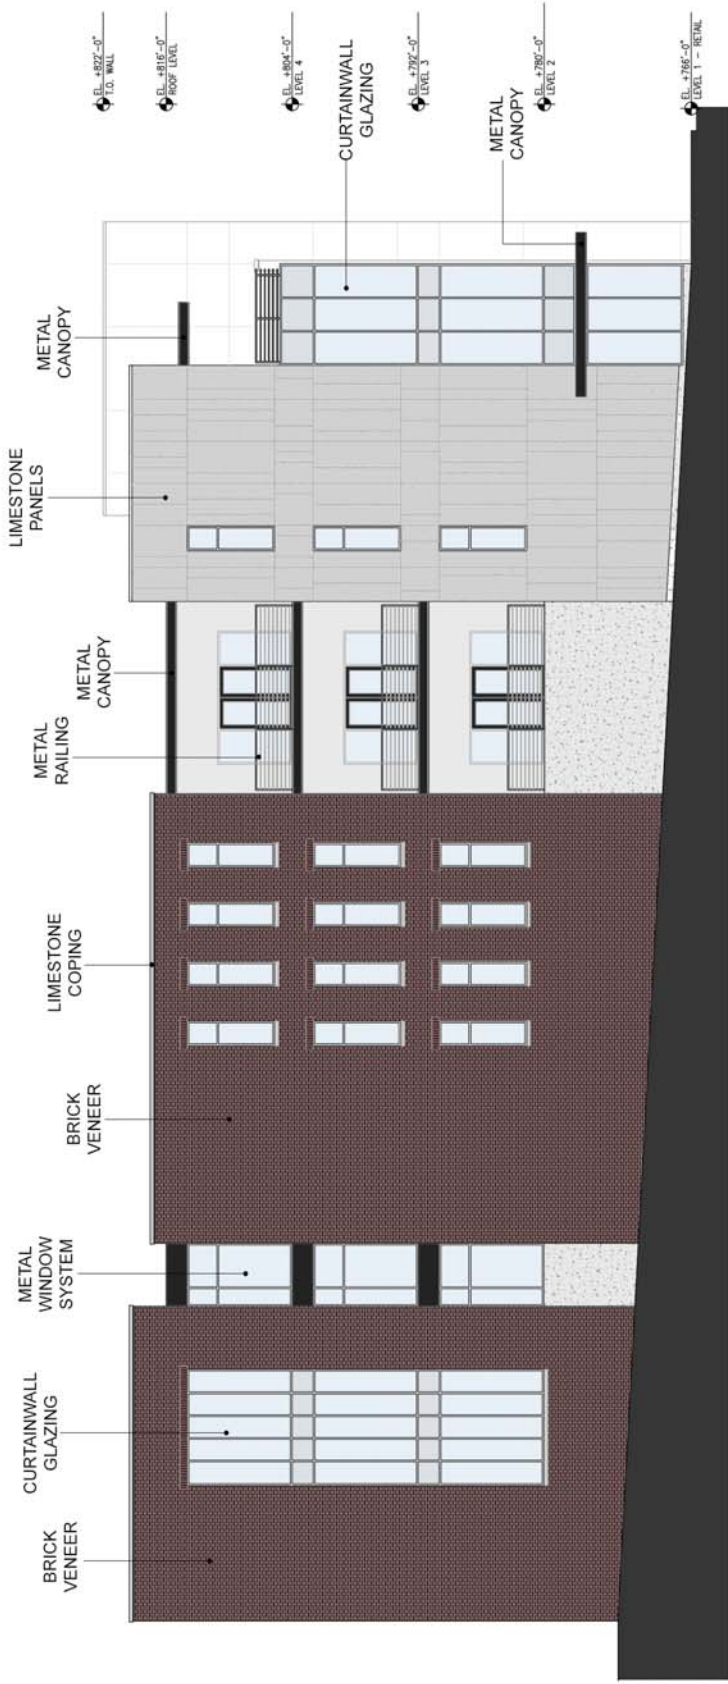 BRICK
VENEER
CURTAINWALL
GLAZING
METAL
WINDOW
SYSTEM
BRICK
VENEER
LIMESTONE
COPING
METAL
RAILING
METAL
CANOPY
LIMESTONE
PANELS
METAL
CANOPY
CURTAINWALL
GLAZING
METAL
CANOPY
EL. +822'-0"
T.O. WALL
EL. +816'-0"
ROOF LEVEL
EL. +804'-0"
LEVEL 4
EL. +792'-0"
LEVEL 3
EL. +780'-0"
LEVEL 2
EL. +766'-0"
LEVEL 1 - RETAIL